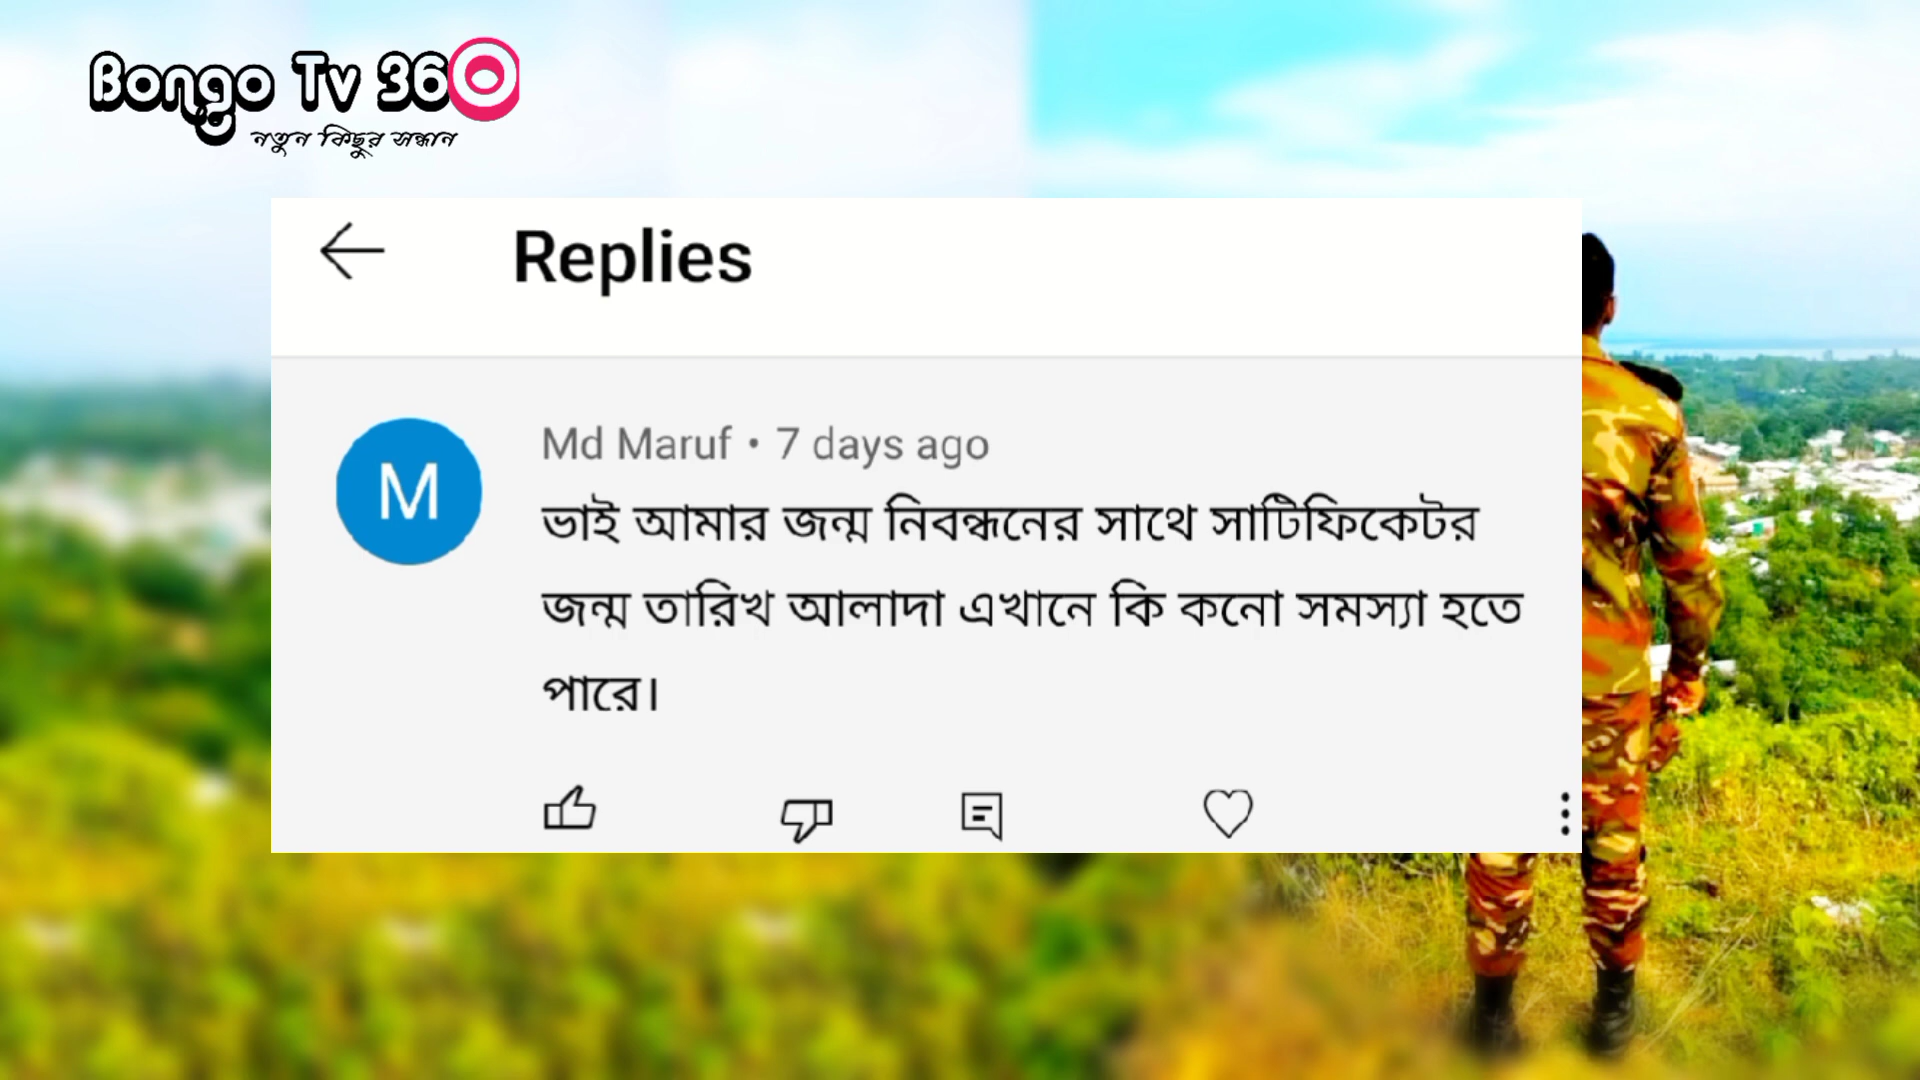 Bongo Tv 360
নতুন কিছুর সন্ধান
Replies
M
Md Maruf • 7 days ago
ভাই আমার জন্ম নিবন্ধনের সাথে সাটিফিকেটর
জন্ম তারিখ আলাদা এখানে কি কনো সমস্যা হতে
পারে।